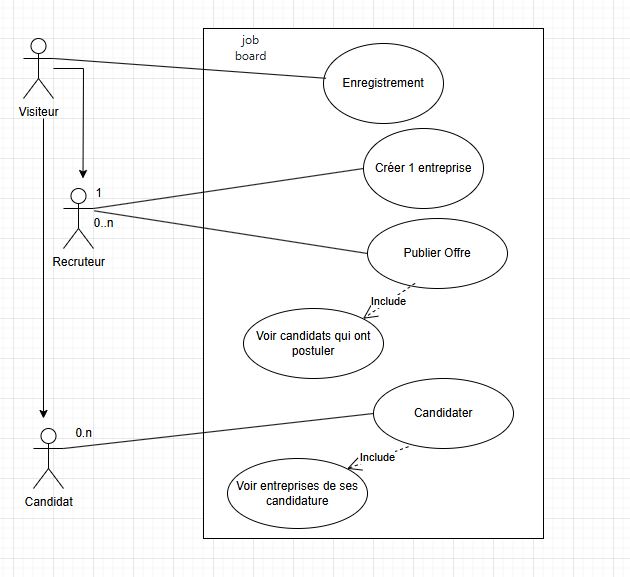 job
board
Visiteur
Enregistrement
1
Créer 1 entreprise
0..n
Recruteur
Publier Offre
Include
Voir candidats qui ont
postuler
0.n
Candidater
Include
Candidat
Voir entreprises de ses
candidature